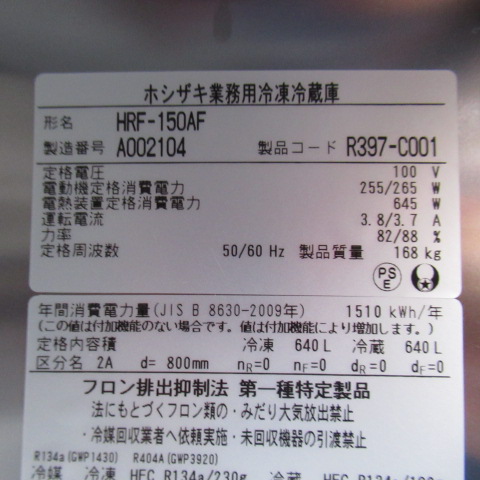 ホシザキ業務用冷凍冷蔵庫
形名 HRF-150AF
製造番号 A002104 製品コード R397-C001
定格電圧 100 V
電動機定格消費電力 255/265 W
電熱装置定格消費電力 645 W
運転電流 3.8/3.7 A
力率 82/88 %
定格周波数 50/60 Hz 製品質量 168 kg
PS E
年間消費電力量(JIS B 8630-2009年) 1510 kWh/年
(この値は付加機能のない場合です。値は付加機能により増加します。)
定格内容積 冷凍 640 L 冷蔵 640 L
区分名 2A d= 800mm nR=0 nF=0 dR=0 dF=0
フロン排出抑制法 第一種特定製品
法にもとづくフロン類の・みだり大気放出禁止
・冷媒回収業者へ依頼実施・未回収機器の引渡禁止
R134a(GWP1430) R404A(GWP3920)
冷媒 冷凍 HFC R134a/230g 冷蔵